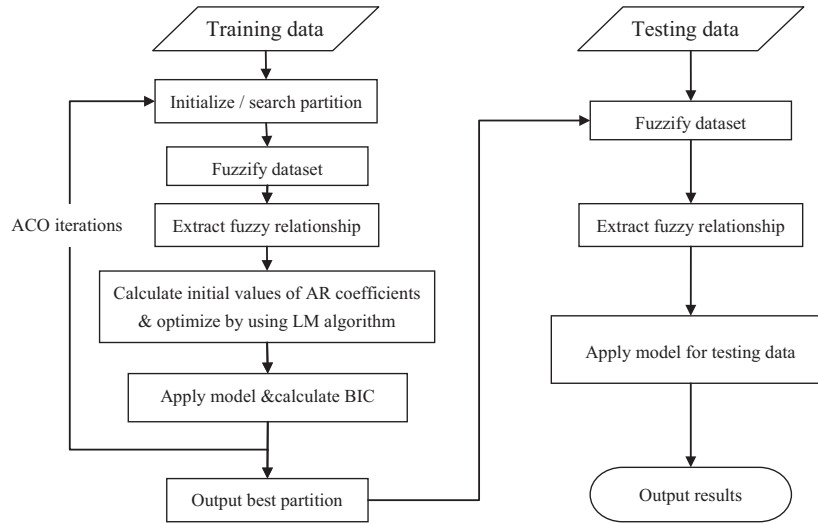 Training data
Initialize / search partition
Fuzzify dataset
Extract fuzzy relationship
ACO iterations
Calculate initial values of AR coefficients
& optimize by using LM algorithm
Apply model &calculate BIC
Output best partition
Testing data
Fuzzify dataset
Extract fuzzy relationship
Apply model for testing data
Output results